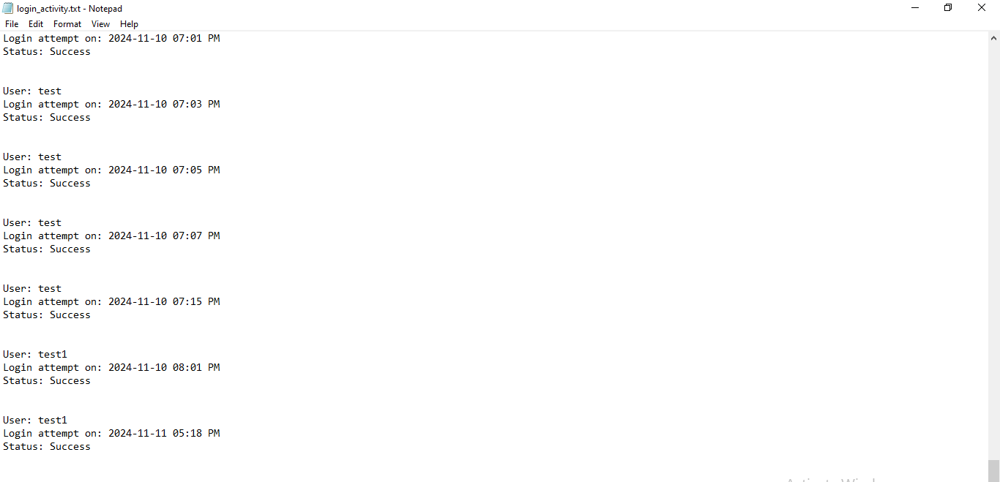 login_activity.txt - Notepad
File Edit Format View Help
Login attempt on: 2024-11-10 07:01 PM
Status: Success
User: test
Login attempt on: 2024-11-10 07:03 PM
Status: Success
User: test
Login attempt on: 2024-11-10 07:05 PM
Status: Success
User: test
Login attempt on: 2024-11-10 07:07 PM
Status: Success
User: test
Login attempt on: 2024-11-10 07:15 PM
Status: Success
User: test1
Login attempt on: 2024-11-10 08:01 PM
Status: Success
User: test1
Login attempt on: 2024-11-11 05:18 PM
Status: Success